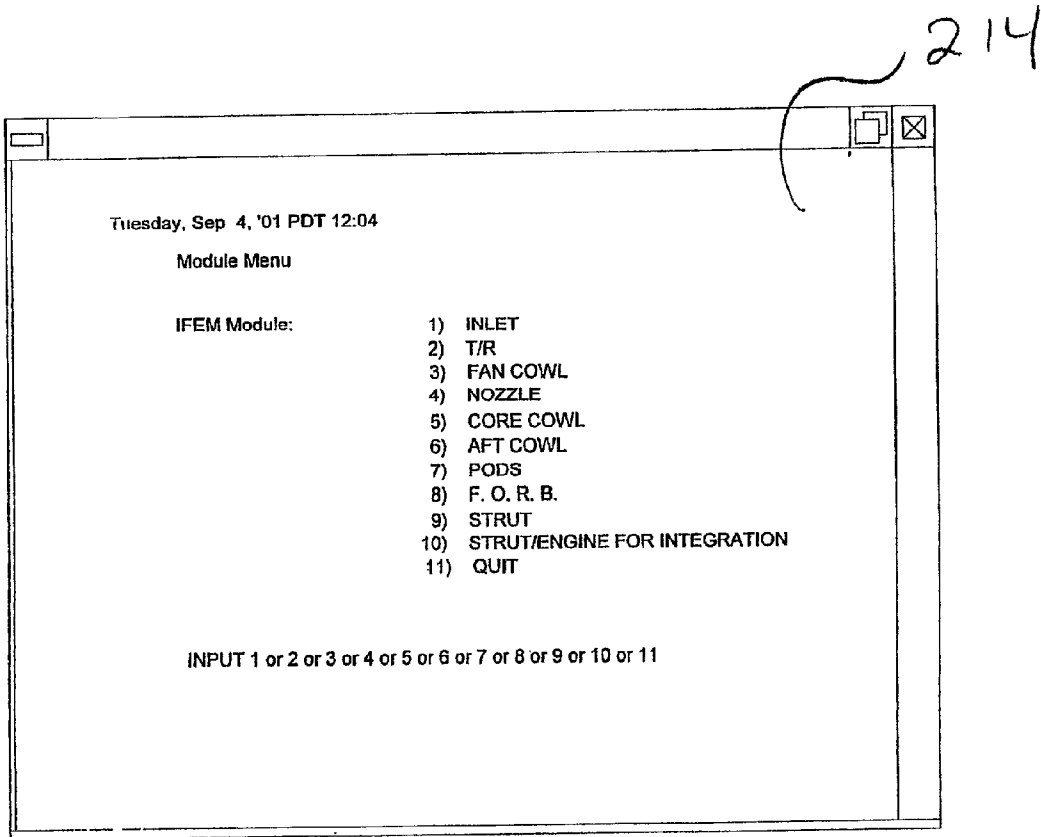 214
Tuesday, Sep 4, '01 PDT 12:04
Module Menu
IFEM Module:
1) INLET
2) T/R
3) FAN COWL
4) NOZZLE
5) CORE COWL
6) AFT COWL
7) PODS
8) F. O. R. B.
9) STRUT
10) STRUT/ENGINE FOR INTEGRATION
11) QUIT
INPUT 1 or 2 or 3 or 4 or 5 or 6 or 7 or 8 or 9 or 10 or 11